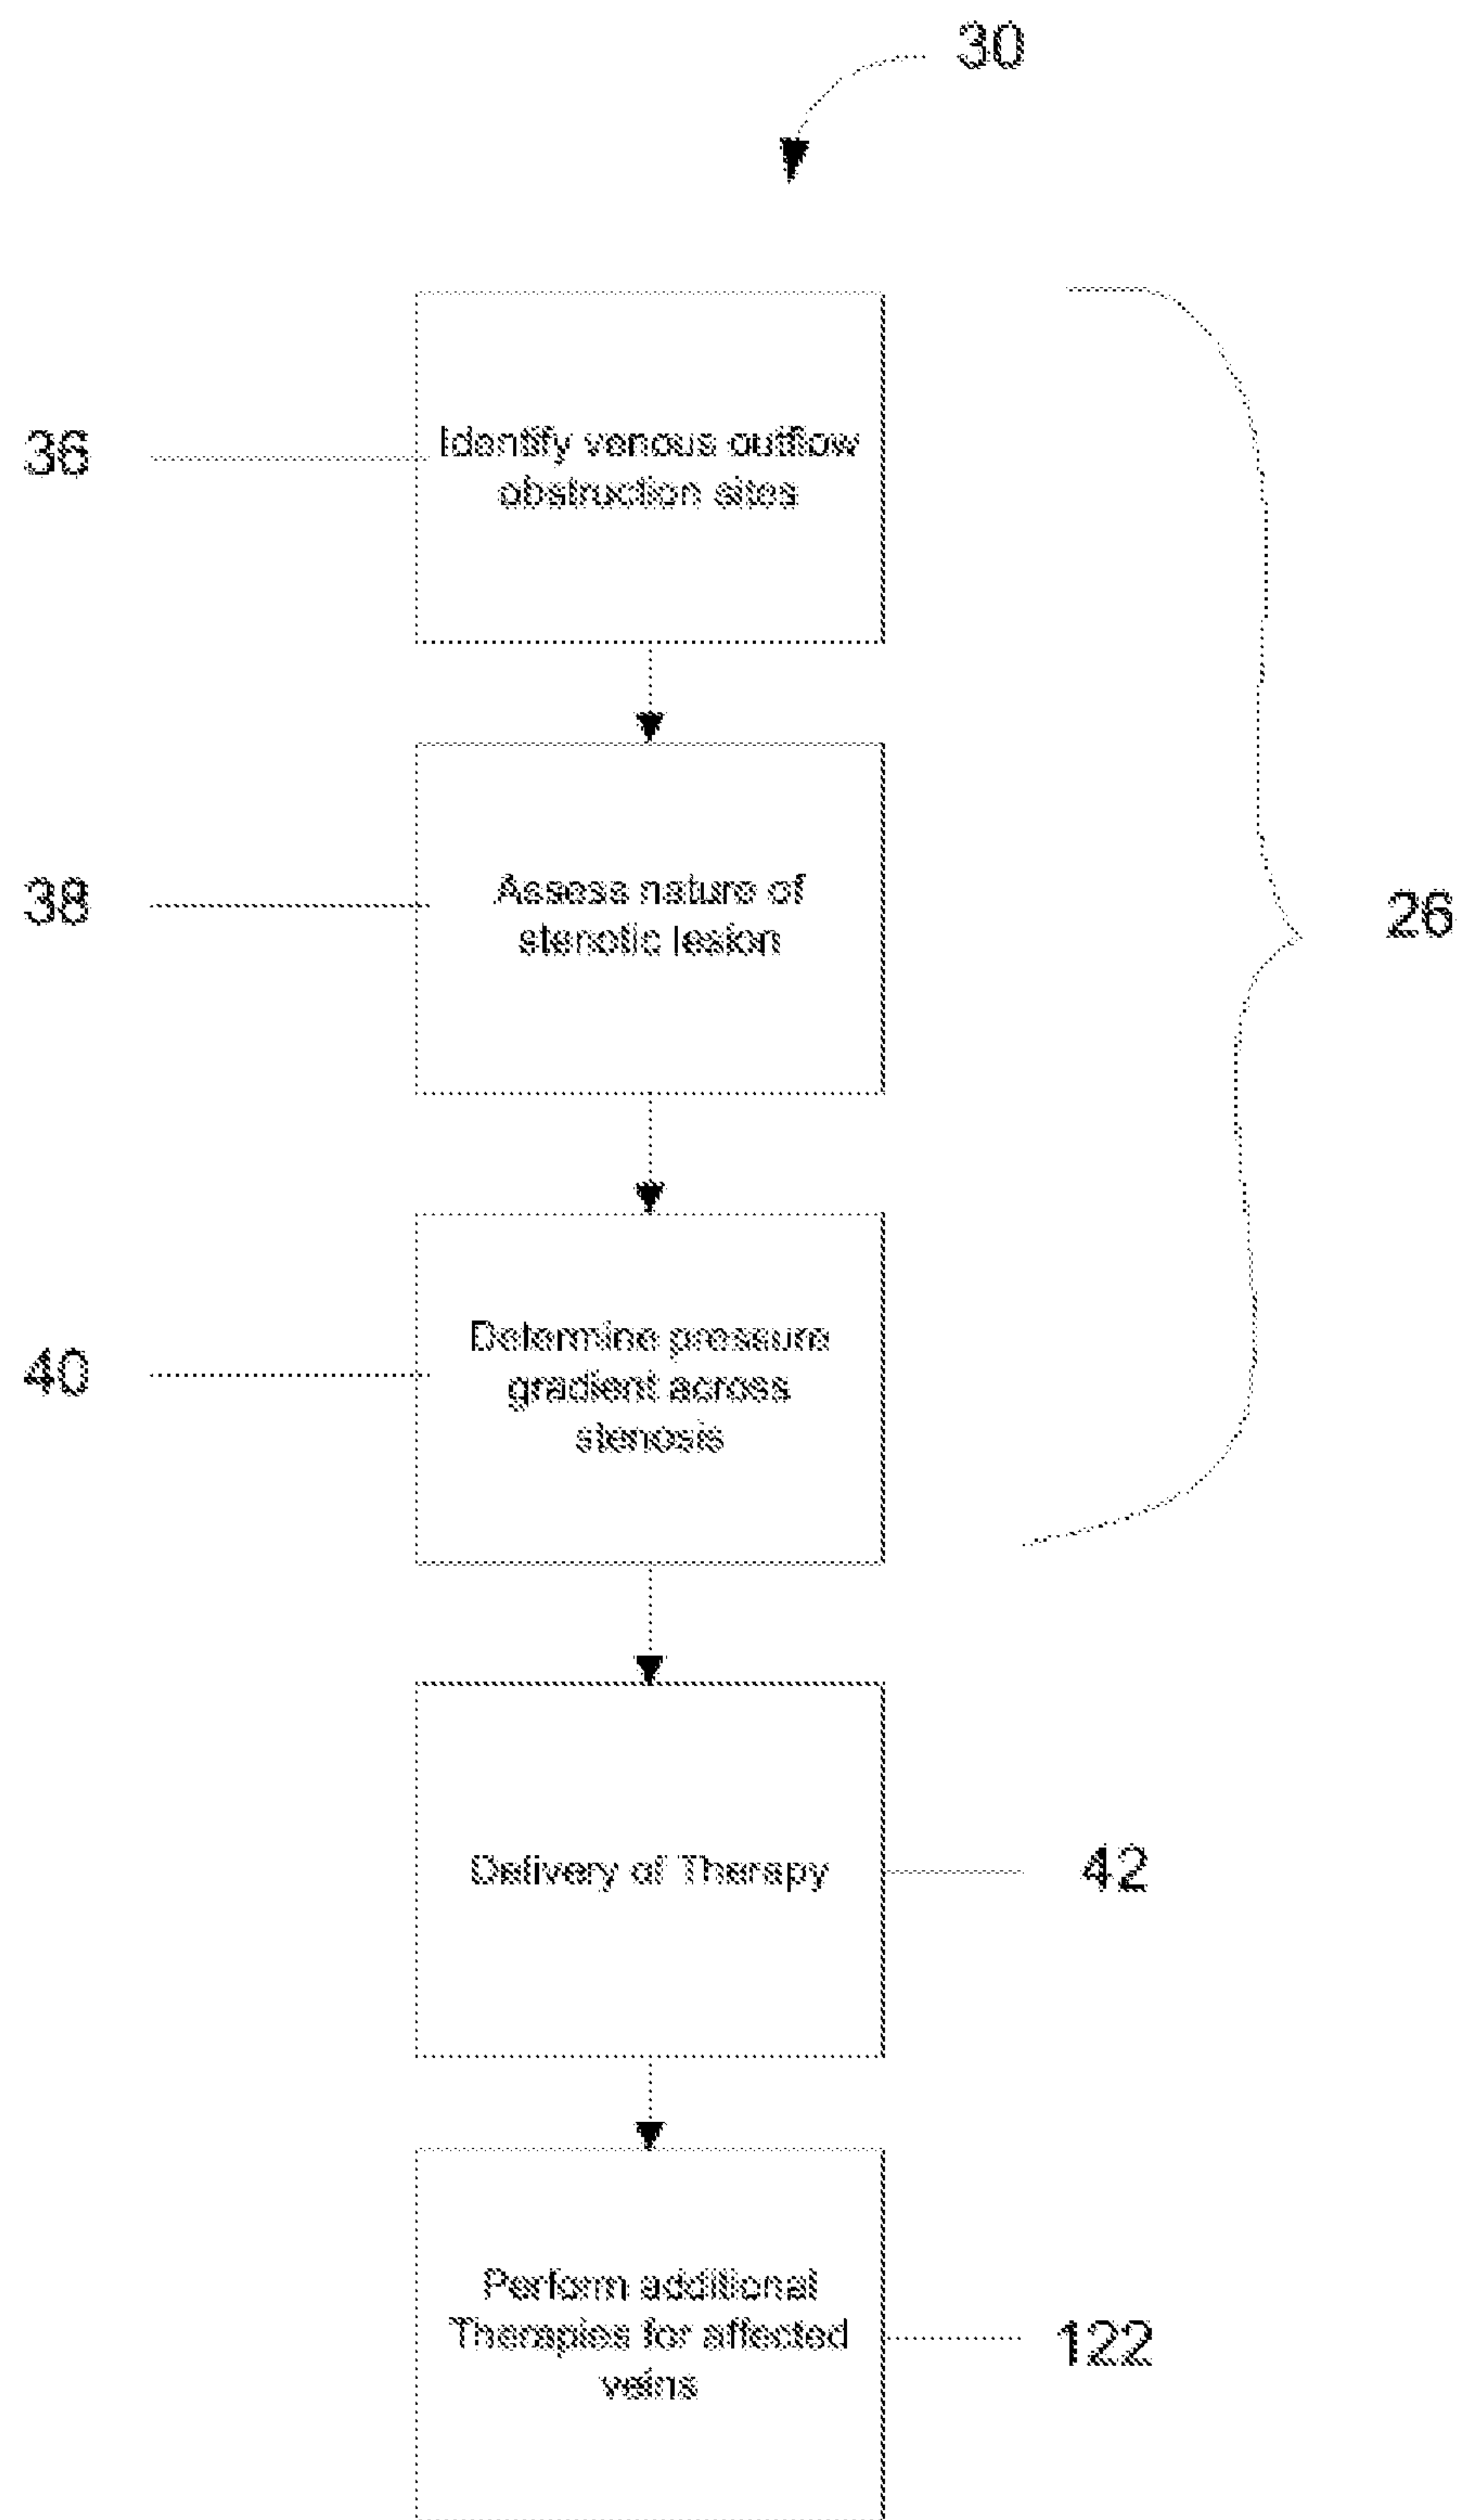 30
36
Identify venous outflow
obstruction sites
38
Assess nature of
stenotic lesion
26
40
Determine pressure
gradient across
stenosis
Delivery of Therapy
42
Perform additional
Therapies for affected
veins
122